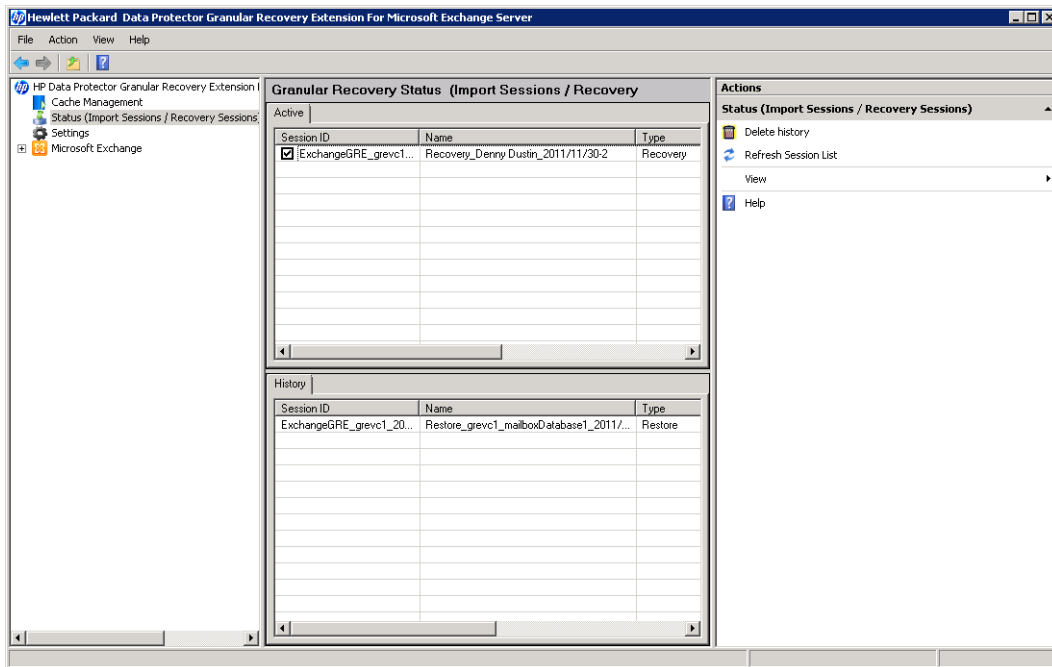 Hewlett Packard Data Protector Granular Recovery Extension For Microsoft Exchange Server
File Action View Help
HP Data Protector Granular Recovery Extension
Cache Management
Status (Import Sessions / Recovery Sessions
Settings
Microsoft Exchange
Granular Recovery Status (Import Sessions / Recovery
Active
Session ID Name Type
ExchangeGRE_grevc1... Recovery_Denny Dustin_2011/11/30-2 Recovery
History
Session ID Name Type
ExchangeGRE_grevc1_20... Restore_grevc1_mailboxDatabase1_2011/... Restore
Actions
Status (Import Sessions / Recovery Sessions)
Delete history
Refresh Session List
View
Help